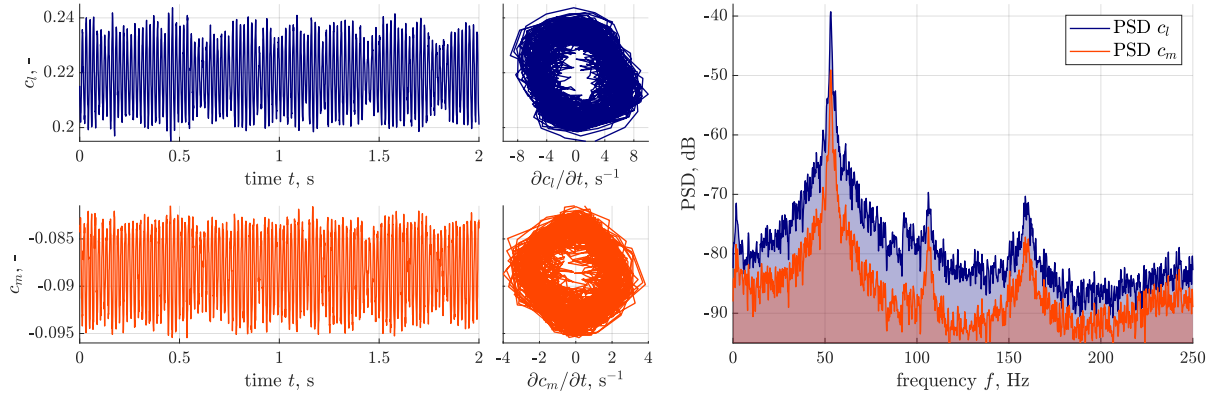 0.24
0.22
0.2
c_l, -
0 0.5 1 1.5 2
time t, s
-8 -4 0 4 8
∂c_l/∂t, s⁻¹
-0.085
-0.09
-0.095
c_m, -
0 0.5 1 1.5 2
time t, s
-4 -2 0 2 4
∂c_m/∂t, s⁻¹
PSD c_l
PSD c_m
-40
-50
-60
-70
-80
-90
PSD, dB
0 50 100 150 200 250
frequency f, Hz